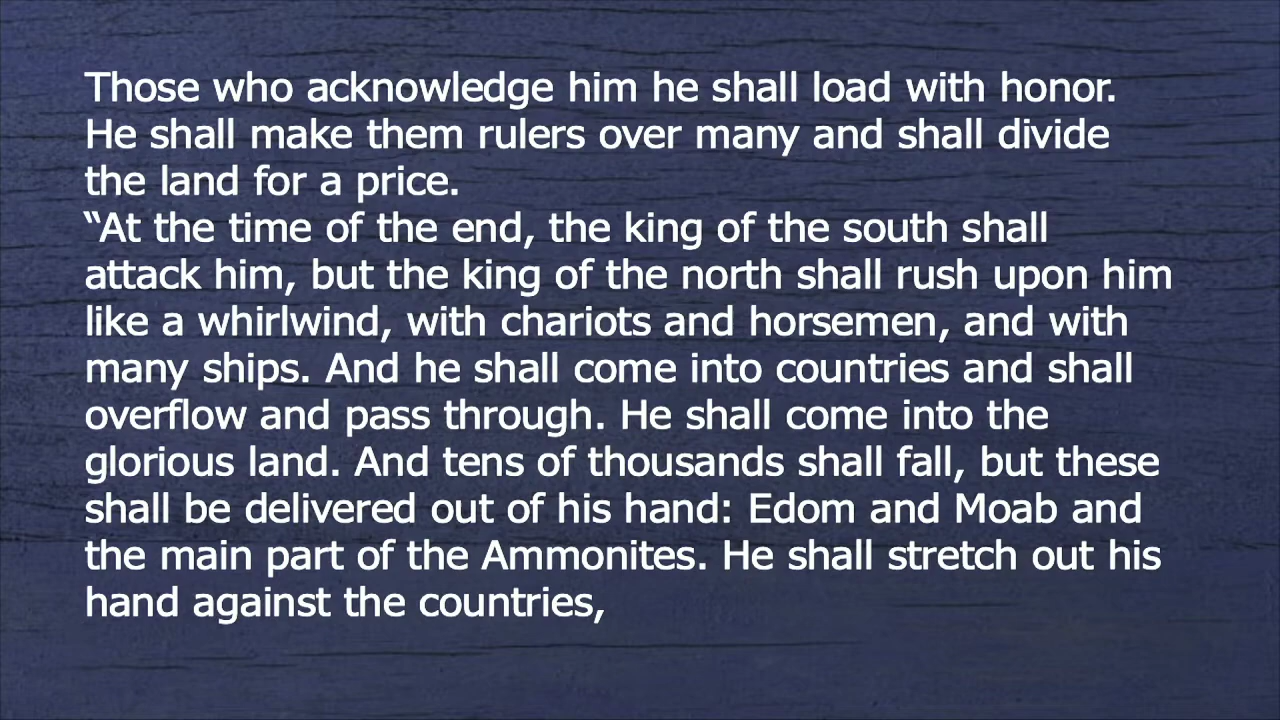 Those who acknowledge him he shall load with honor.
He shall make them rulers over many and shall divide
the land for a price.
“At the time of the end, the king of the south shall
attack him, but the king of the north shall rush upon him
like a whirlwind, with chariots and horsemen, and with
many ships. And he shall come into countries and shall
overflow and pass through. He shall come into the
glorious land. And tens of thousands shall fall, but these
shall be delivered out of his hand: Edom and Moab and
the main part of the Ammonites. He shall stretch out his
hand against the countries,